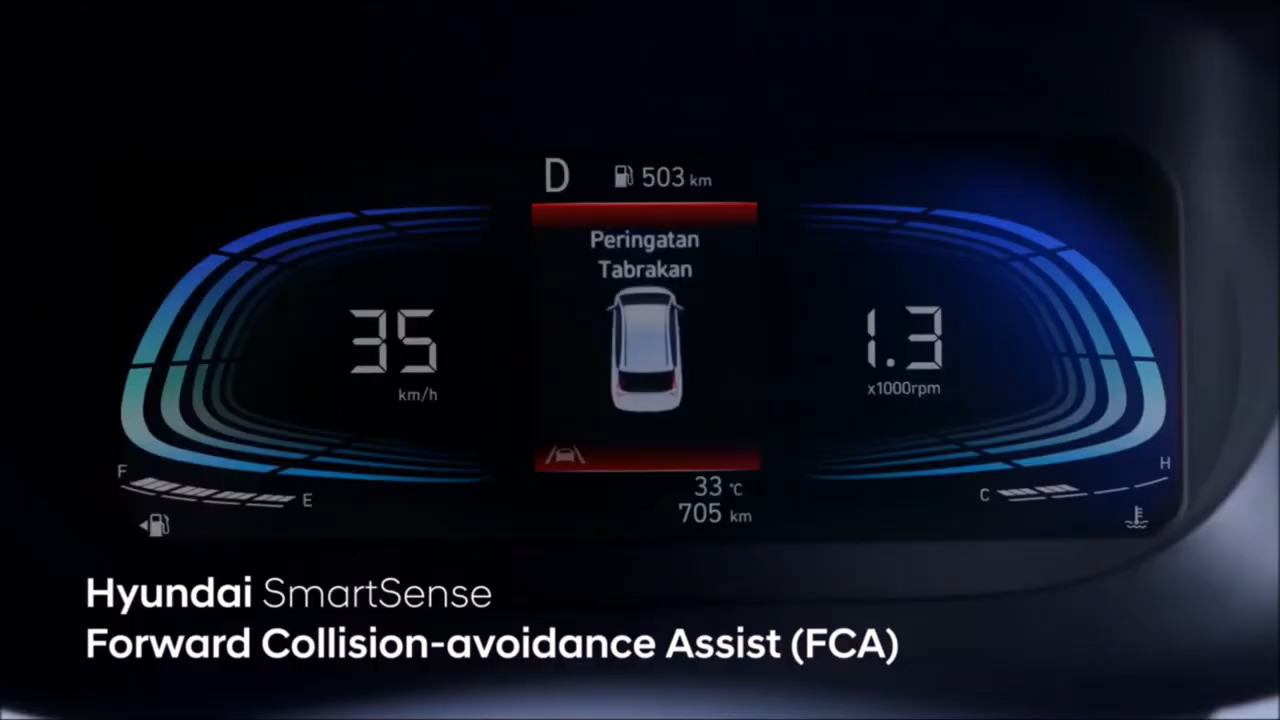 D
503 km
Peringatan
Tabrakan
35
km/h
1.3
x1000rpm
F
E
33 °C
705 km
C
H
Hyundai SmartSense
Forward Collision-avoidance Assist (FCA)